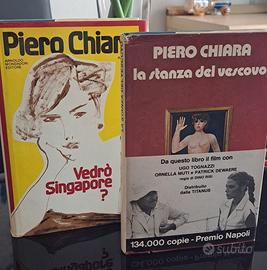 Piero Chiar
ARNOLDO
MONDADORI
EDITORE
Vedrò
Singapore
?
PIERO CHIARA
la stanza del vescovo
Da questo libro il film con
UGO TOGNAZZI
ORNELLA MUTI e PATRICK DEWAERE
regia di DINO RISI
Distribuito
dalla TITANUS
134.000 copie - Premio Napoli
subito